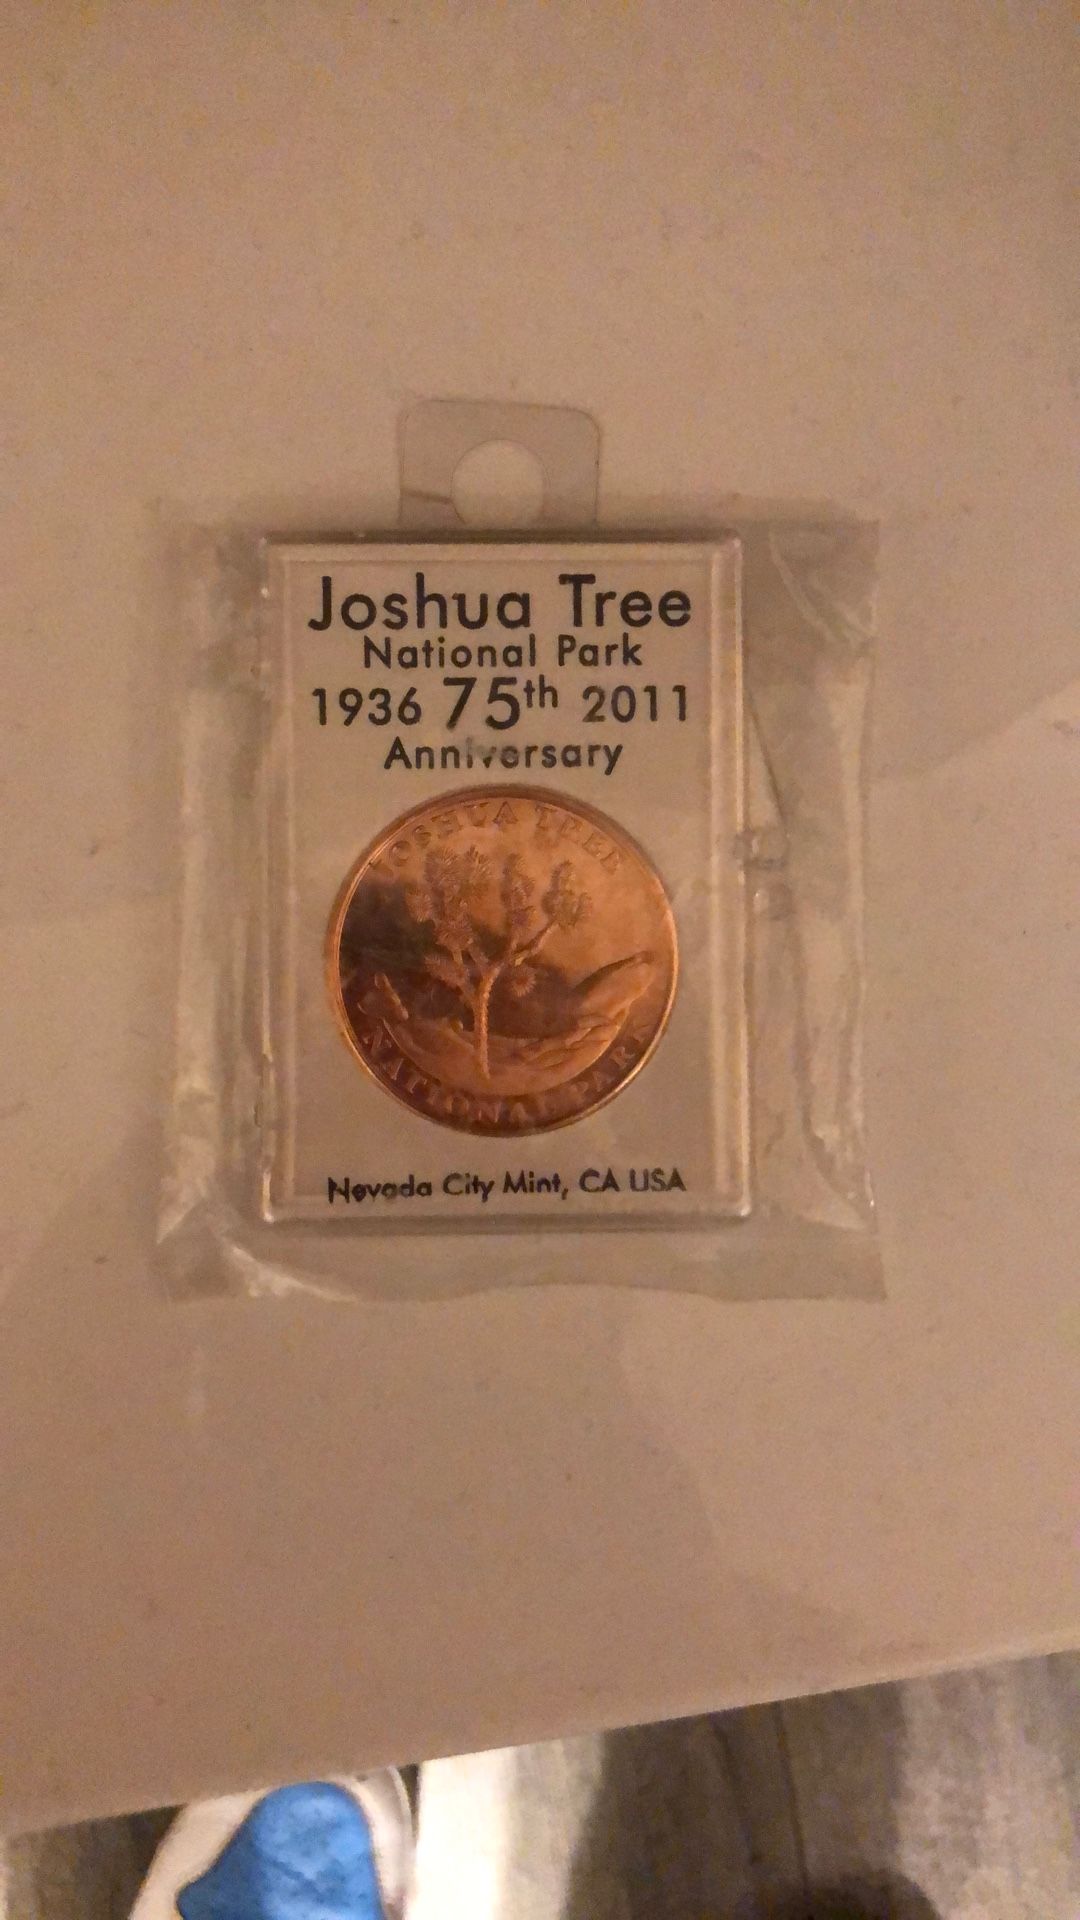 Joshua Tree
National Park
1936 75th 2011
Anniversary
JOSHUA TREE
NATIONAL PARK
Nevada City Mint, CA USA